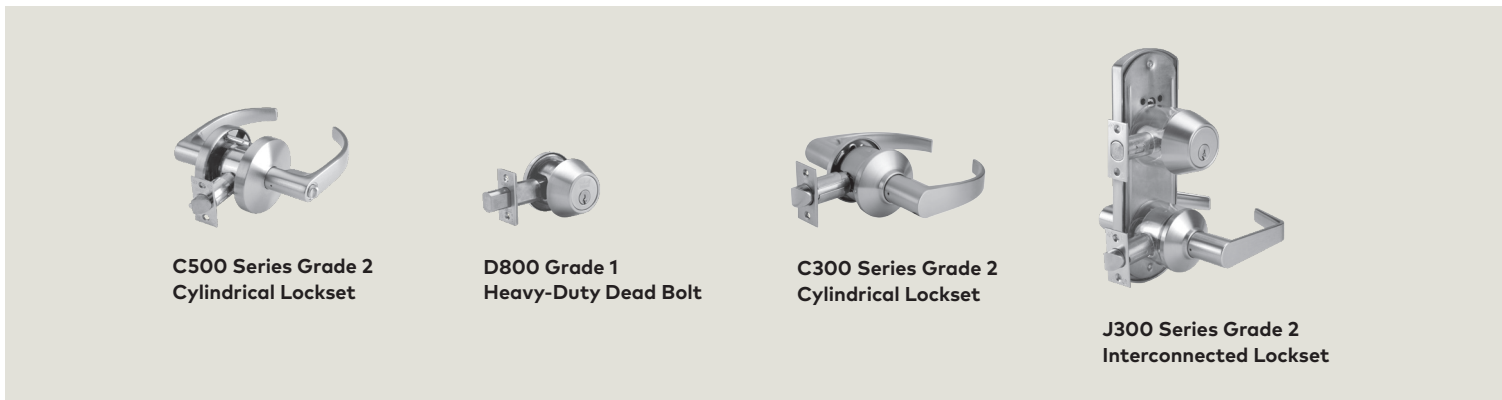 C500 Series Grade 2
Cylindrical Lockset
D800 Grade 1
Heavy-Duty Dead Bolt
C300 Series Grade 2
Cylindrical Lockset
J300 Series Grade 2
Interconnected Lockset